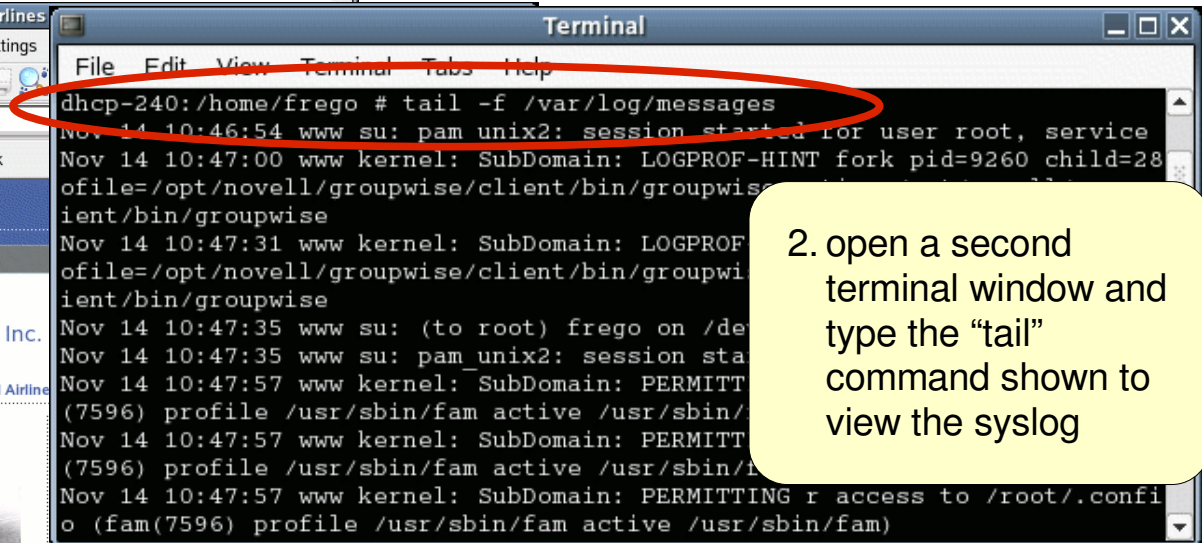 Terminal
File Edit View Terminal Tabs Help
dhcp-240:/home/frego # tail -f /var/log/messages
Nov 14 10:46:54 www su: pam_unix2: session started for user root, service
Nov 14 10:47:00 www kernel: SubDomain: LOGPROF-HINT fork pid=9260 child=28
ofile=/opt/novell/groupwise/client/bin/groupwise
ient/bin/groupwise
Nov 14 10:47:31 www kernel: SubDomain: LOGPROF-
ofile=/opt/novell/groupwise/client/bin/groupwi
ient/bin/groupwise
Nov 14 10:47:35 www su: (to root) frego on /de
Nov 14 10:47:35 www su: pam_unix2: session sta
Nov 14 10:47:57 www kernel: SubDomain: PERMITT
(7596) profile /usr/sbin/fam active /usr/sbin/
Nov 14 10:47:57 www kernel: SubDomain: PERMITT
(7596) profile /usr/sbin/fam active /usr/sbin/f
Nov 14 10:47:57 www kernel: SubDomain: PERMITTING r access to /root/.confi
o (fam(7596) profile /usr/sbin/fam active /usr/sbin/fam)
2. open a second
terminal window and
type the “tail”
command shown to
view the syslog
rlines
tings
k
Inc.
Airline